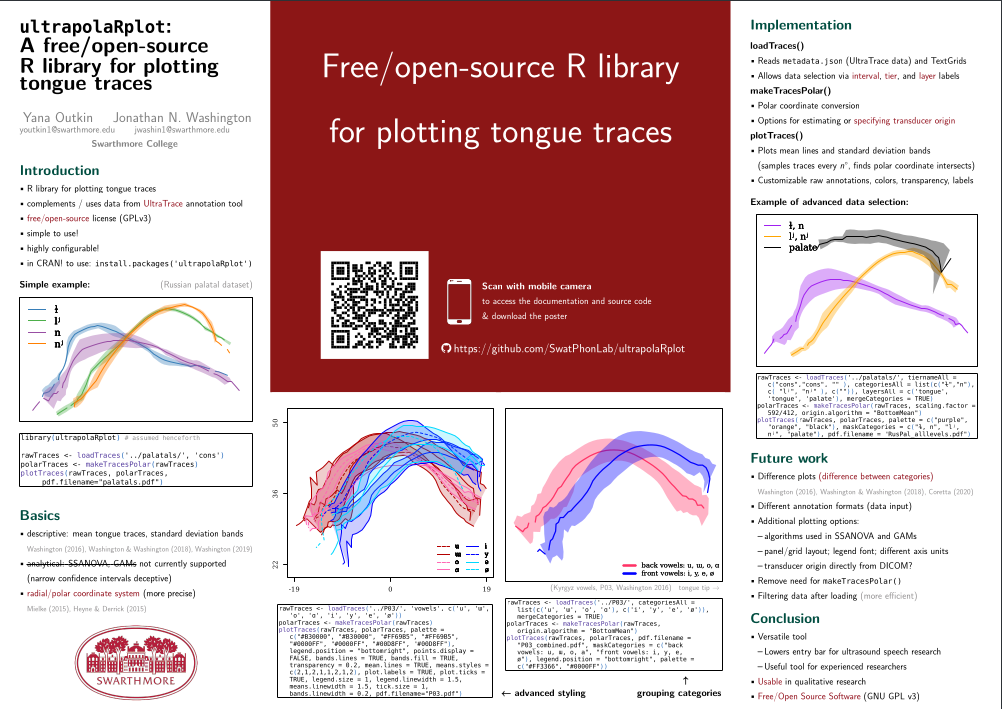 ultrapolaRplot:
A free/open-source
R library for plotting
tongue traces
Yana Outkin Jonathan N. Washington
youtkin1@swarthmore.edu jwashin1@swarthmore.edu
Swarthmore College
Introduction
▪ R library for plotting tongue traces
▪ complements / uses data from UltraTrace annotation tool
▪ free/open-source license (GPLv3)
▪ simple to use!
▪ highly configurable!
▪ in CRAN! to use: install.packages('ultrapolaRplot')
Simple example: (Russian palatal dataset)
ɫ
lʲ
n
nʲ
library(ultrapolaRplot) # assumed henceforth
rawTraces <- loadTraces('../palatals/', 'cons')
polarTraces <- makeTracesPolar(rawTraces)
plotTraces(rawTraces, polarTraces,
pdf.filename="palatals.pdf")
Basics
▪ descriptive: mean tongue traces, standard deviation bands
Washington (2016), Washington & Washington (2018), Washington (2019)
▪ analytical: SSANOVA, GAMs not currently supported
(narrow confidence intervals deceptive)
▪ radial/polar coordinate system (more precise)
Mielke (2015), Heyne & Derrick (2015)
SWARTHMORE
Free/open-source R library
for plotting tongue traces
Scan with mobile camera
to access the documentation and source code
& download the poster
https://github.com/SwatPhonLab/ultrapolaRplot
50
36
22
-19 0 19
u i
ɯ y
o e
ɑ ø
rawTraces <- loadTraces('../P03/', 'vowels', c('u', 'ɯ',
'o', 'ɑ', 'i', 'y', 'e', 'ø'))
polarTraces <- makeTracesPolar(rawTraces)
plotTraces(rawTraces, polarTraces, palette =
c("#B30000", "#B30000", "#FF69B5", "#FF69B5",
"#0000FF", "#0000FF", "#00D8FF", "#00D8FF"),
legend.position = "bottomright", points.display =
FALSE, bands.lines = TRUE, bands.fill = TRUE,
transparency = 0.2, mean.lines = TRUE, means.styles =
c(2,1,2,1,1,2,1,2), plot.labels = TRUE, plot.ticks =
TRUE, legend.size = 1, legend.linewidth = 1.5,
means.linewidth = 1.5, tick.size = 1,
bands.linewidth = 0.2, pdf.filename="P03.pdf")
← advanced styling
back vowels: u, ɯ, o, ɑ
front vowels: i, y, e, ø
(Kyrgyz vowels, P03, Washington 2016) tongue tip →
rawTraces <- loadTraces('../P03/', categoriesAll =
list(c('u', 'ɯ', 'o', 'ɑ'), c('i', 'y', 'e', 'ø')),
mergeCategories = TRUE)
polarTraces <- makeTracesPolar(rawTraces,
origin.algorithm = "BottomMean")
plotTraces(rawTraces, polarTraces, pdf.filename =
"P03_combined.pdf", maskCategories = c("back
vowels: u, ɯ, o, ɑ", "front vowels: i, y, e,
ø"), legend.position = "bottomright", palette =
c("#FF3366", "#0000FF"))
↑
grouping categories
Implementation
loadTraces()
▪ Reads metadata.json (UltraTrace data) and TextGrids
▪ Allows data selection via interval, tier, and layer labels
makeTracesPolar()
▪ Polar coordinate conversion
▪ Options for estimating or specifying transducer origin
plotTraces()
▪ Plots mean lines and standard deviation bands
(samples traces every n°, finds polar coordinate intersects)
▪ Customizable raw annotations, colors, transparency, labels
Example of advanced data selection:
ɫ, n
lʲ, nʲ
palate
rawTraces <- loadTraces('../palatals/', tiernameAll =
c("cons","cons", "" ), categoriesAll = list(c("ɫ","n"),
c( "lʲ", "nʲ" ), c("")), layersAll = c('tongue',
'tongue', 'palate'), mergeCategories = TRUE)
polarTraces <- makeTracesPolar(rawTraces, scaling.factor =
592/412, origin.algorithm = "BottomMean")
plotTraces(rawTraces, polarTraces, palette = c("purple",
"orange", "black"), maskCategories = c("ɫ, n", "lʲ,
nʲ", "palate"), pdf.filename = "RusPal_alllevels.pdf")
Future work
▪ Difference plots (difference between categories)
Washington (2016), Washington & Washington (2018), Coretta (2020)
▪ Different annotation formats (data input)
▪ Additional plotting options:
– algorithms used in SSANOVA and GAMs
– panel/grid layout; legend font; different axis units
– transducer origin directly from DICOM?
▪ Remove need for makeTracesPolar()
▪ Filtering data after loading (more efficient)
Conclusion
▪ Versatile tool
– Lowers entry bar for ultrasound speech research
– Useful tool for experienced researchers
▪ Usable in qualitative research
▪ Free/Open Source Software (GNU GPL v3)